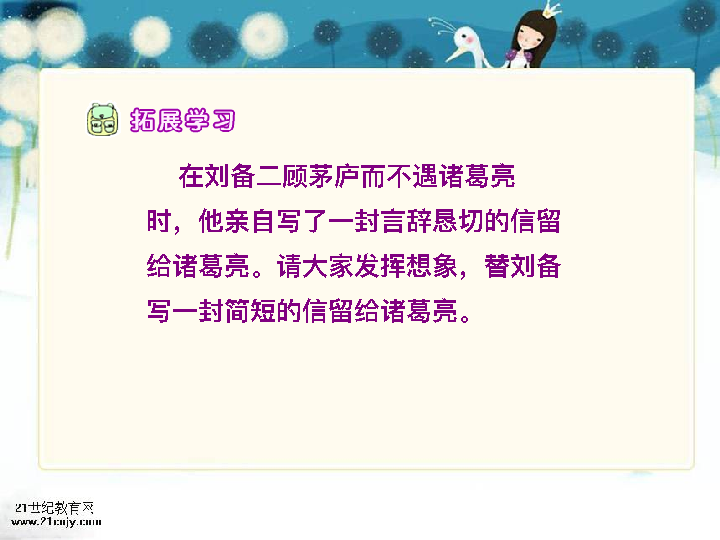 拓展学习
在刘备二顾茅庐而不遇诸葛亮
时，他亲自写了一封言辞恳切的信留
给诸葛亮。请大家发挥想象，替刘备
写一封简短的信留给诸葛亮。
21世纪教育网
www.21cnjy.com